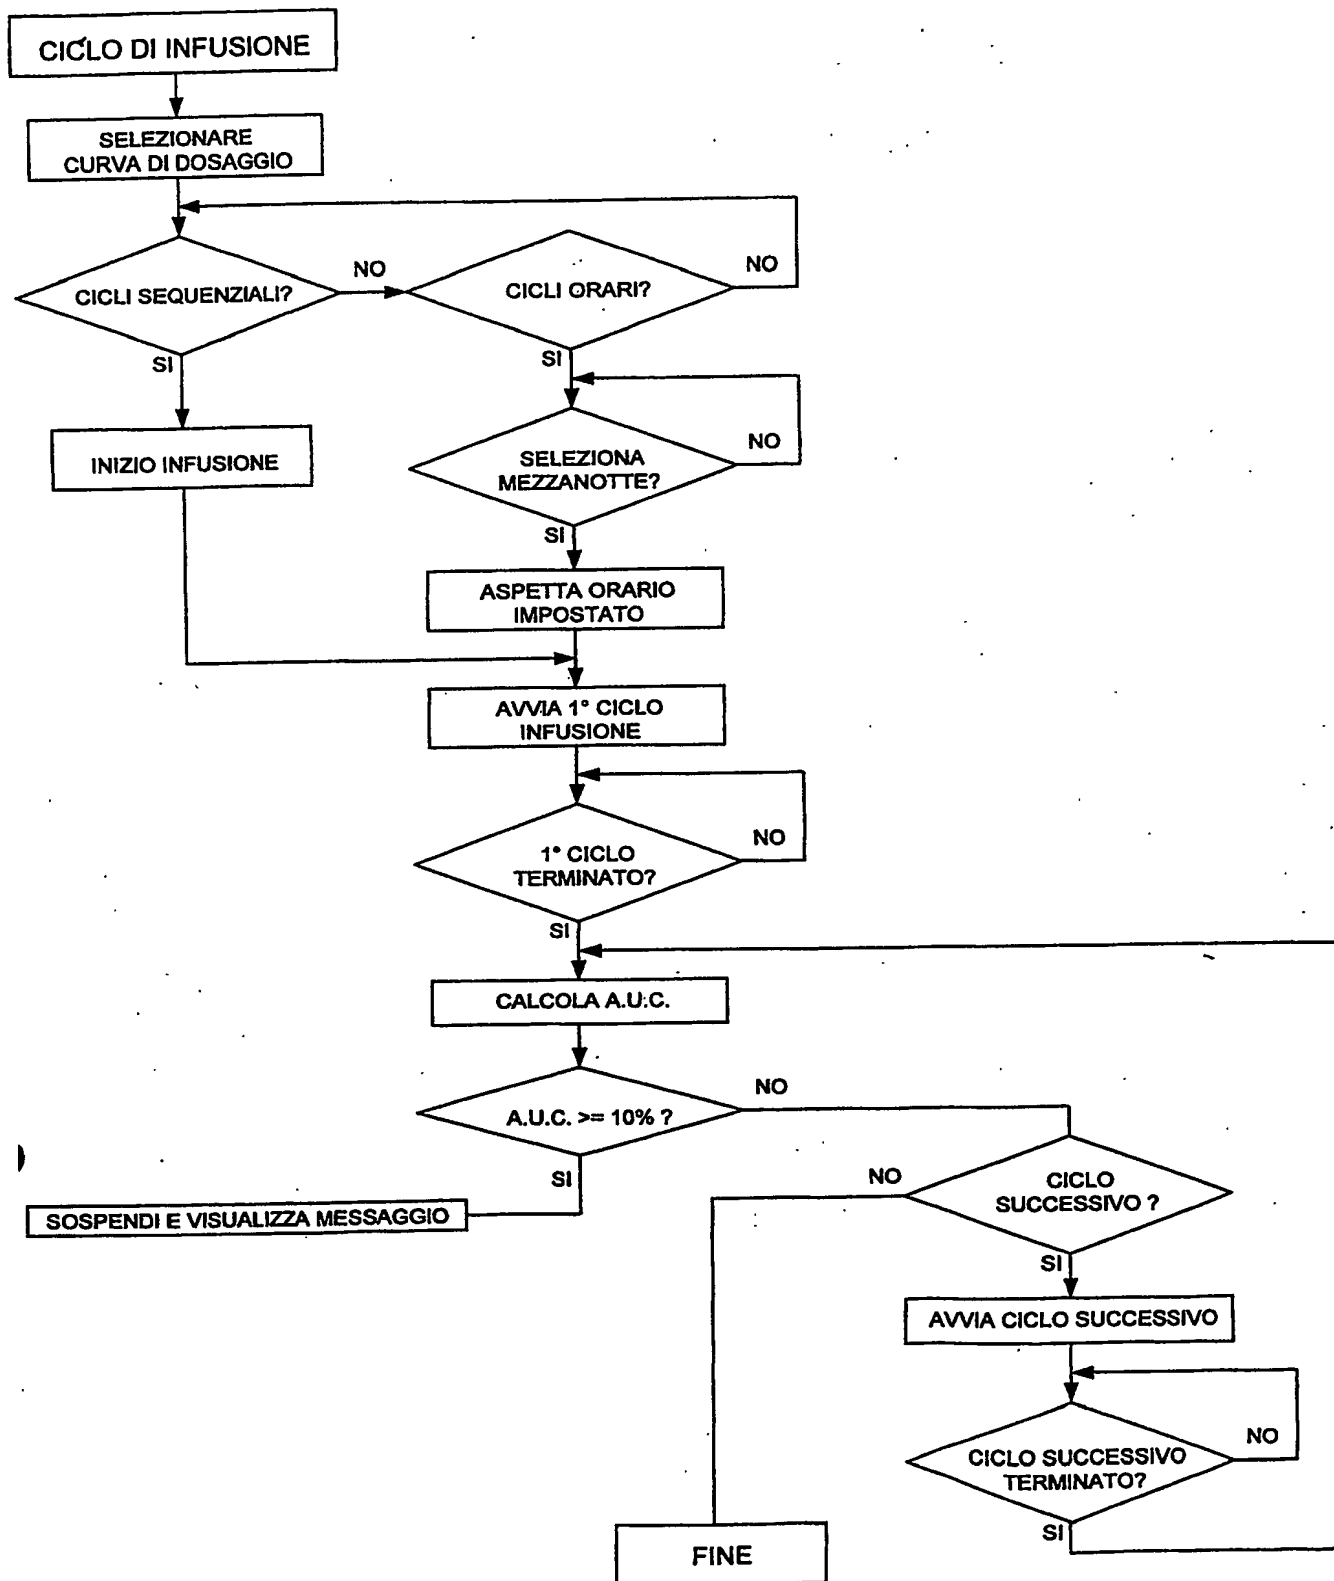 CICLO DI INFUSIONE
SELEZIONARE
CURVA DI DOSAGGIO
CICLI SEQUENZIALI?
NO
CICLI ORARI?
NO
SI
SI
INIZIO INFUSIONE
SELEZIONA
MEZZANOTTE?
NO
SI
ASPETTA ORARIO
IMPOSTATO
AVVIA 1° CICLO
INFUSIONE
1° CICLO
TERMINATO?
NO
SI
CALCOLA A.U.C.
A.U.C. >= 10% ?
NO
SI
SOSPENDI E VISUALIZZA MESSAGGIO
NO
CICLO
SUCCESSIVO ?
SI
AVVIA CICLO SUCCESSIVO
CICLO SUCCESSIVO
TERMINATO?
NO
SI
FINE